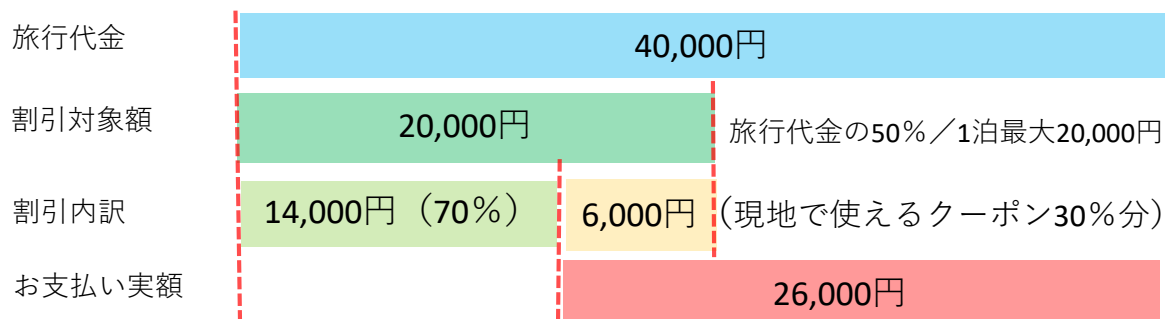 旅行代金
40,000円
割引対象額
20,000円
旅行代金の50%／1泊最大20,000円
割引内訳
14,000円（70%）
6,000円
（現地で使えるクーポン30%分）
お支払い実額
26,000円